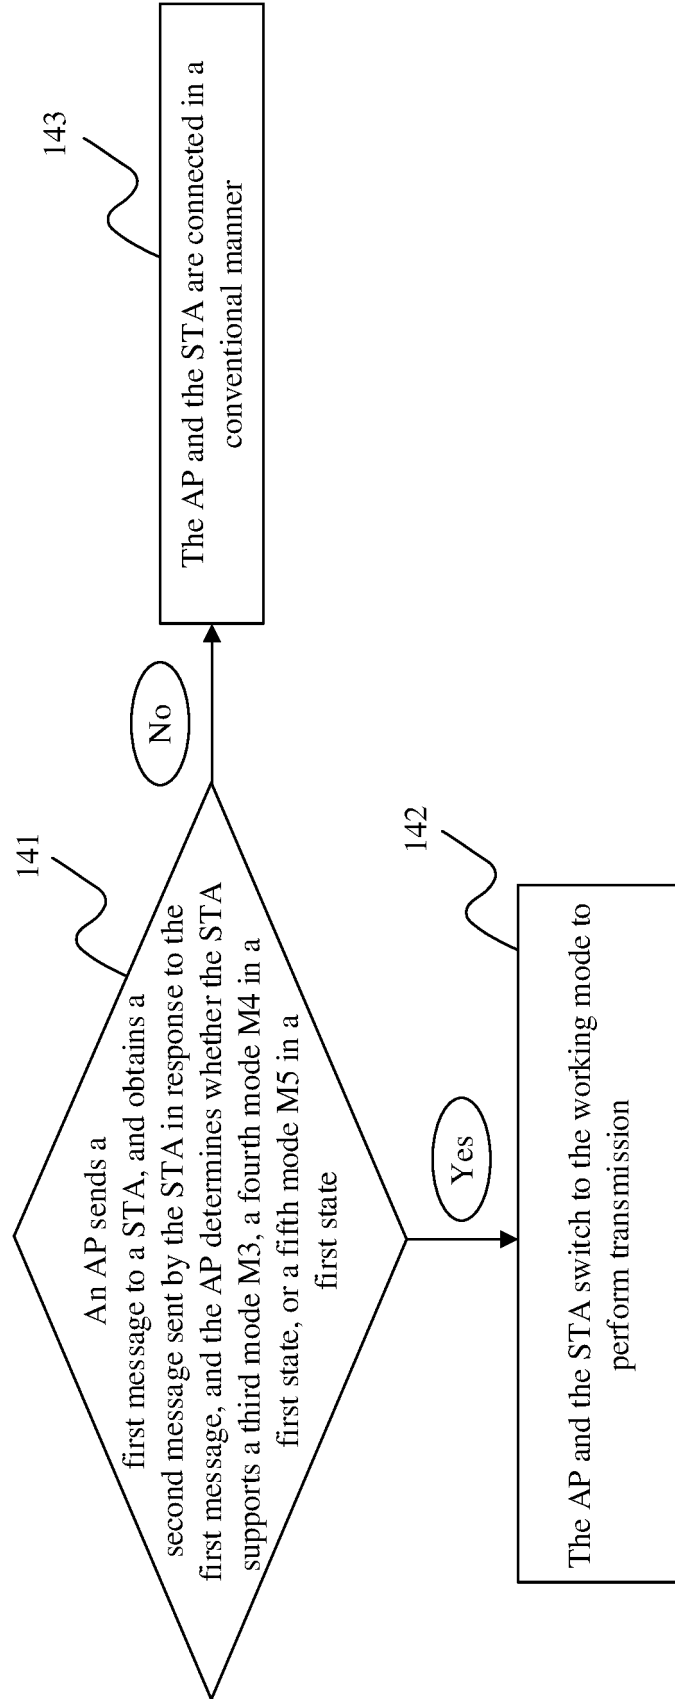 141
An AP sends a
first message to a STA, and obtains a
second message sent by the STA in response to the
first message, and the AP determines whether the STA
supports a third mode M3, a fourth mode M4 in a
first state, or a fifth mode M5 in a
first state
No
143
The AP and the STA are connected in a
conventional manner
Yes
142
The AP and the STA switch to the working mode to
perform transmission